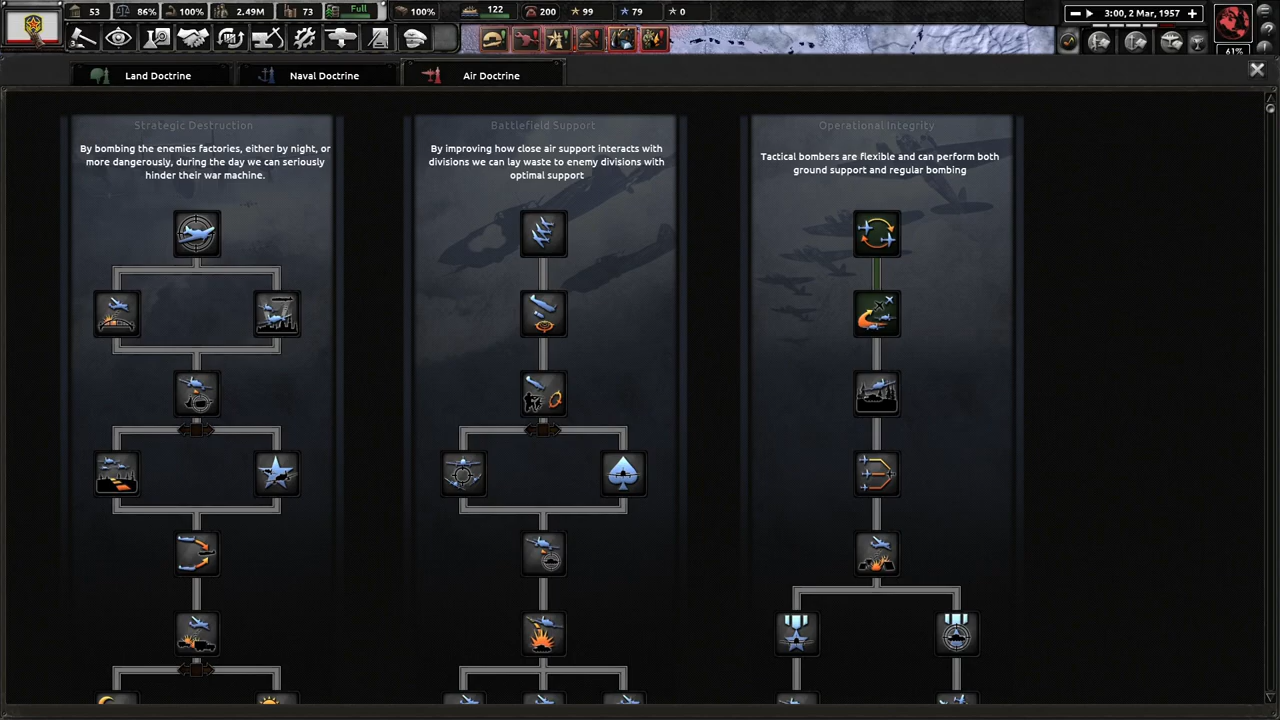 53 86% 100% 2.49M 73 Full 100% 122 200 99 79 0 3:00, 2 Mar, 1957
3
61%
Land Doctrine Naval Doctrine Air Doctrine
Strategic Destruction
By bombing the enemies factories, either by night, or
more dangerously, during the day we can seriously
hinder their war machine.
Battlefield Support
By improving how close air support interacts with
divisions we can lay waste to enemy divisions with
optimal support
Operational Integrity
Tactical bombers are flexible and can perform both
ground support and regular bombing